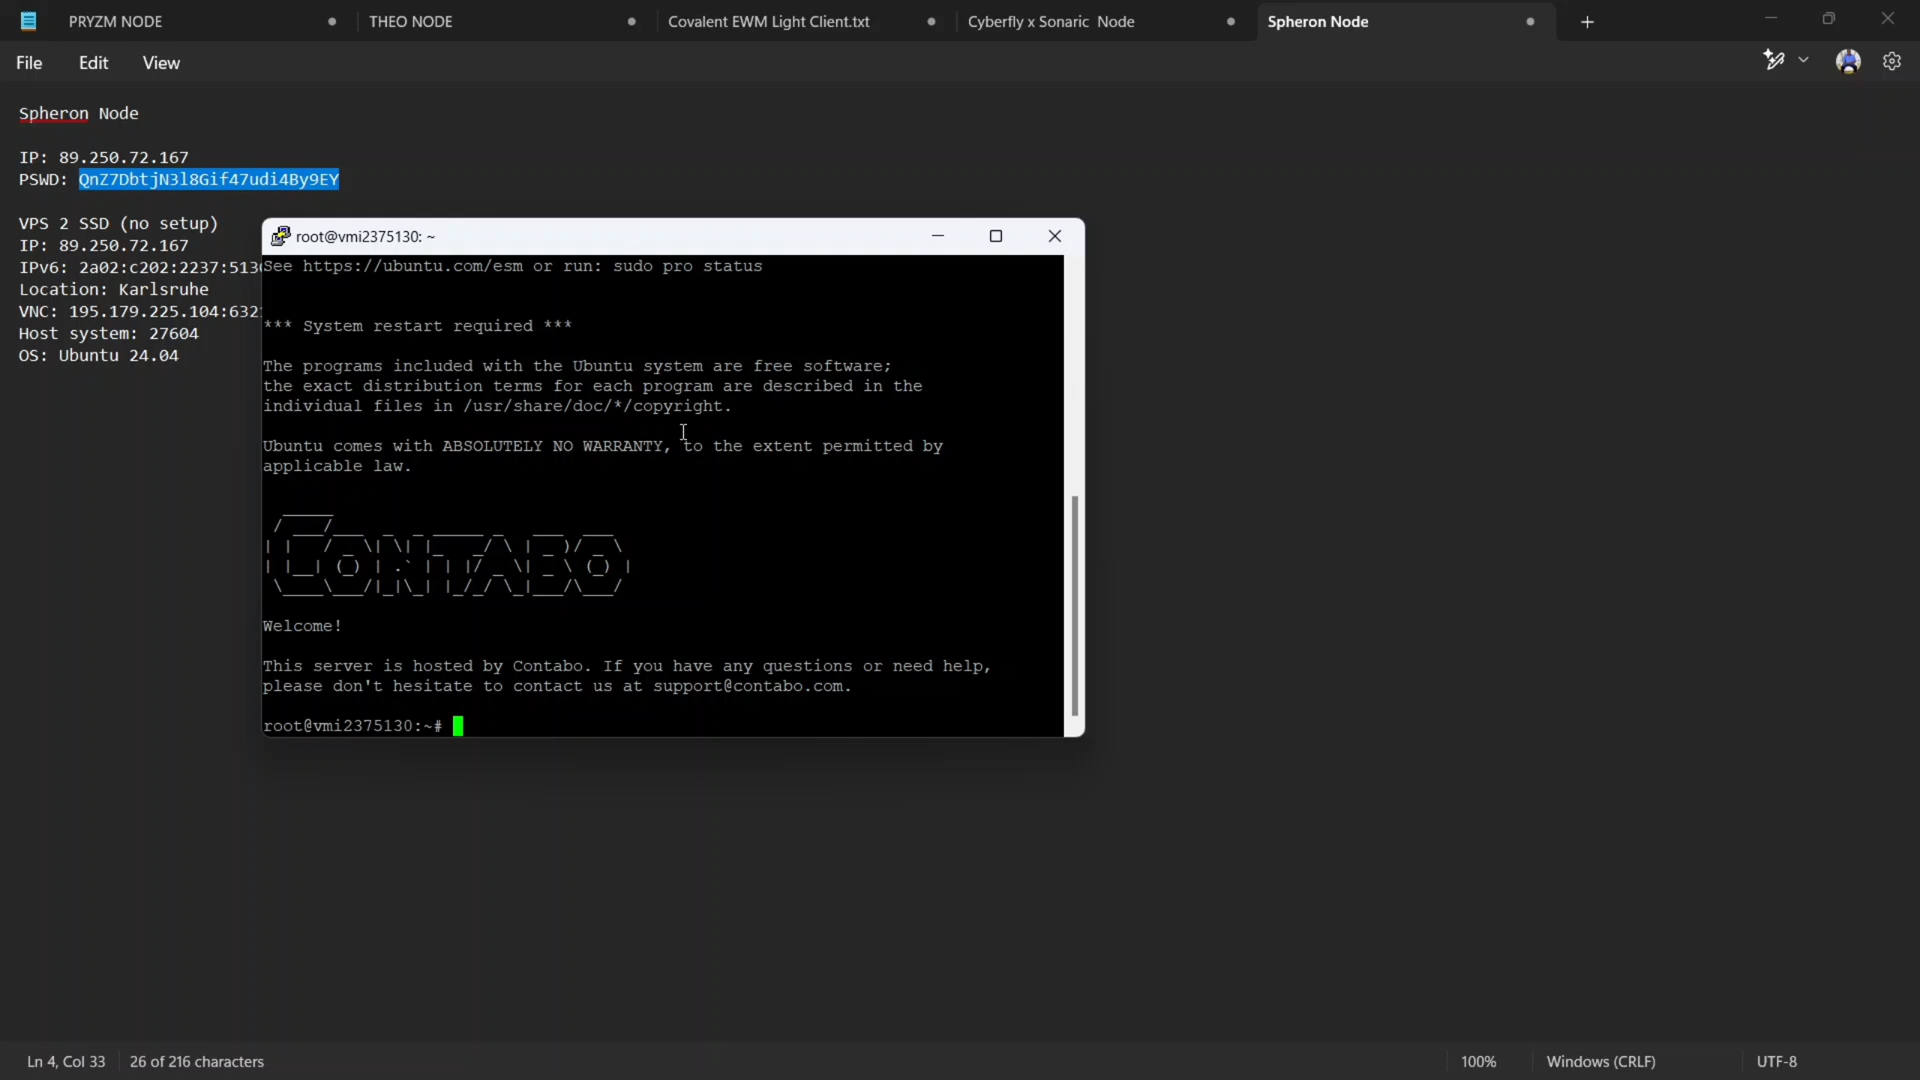 PRYZM NODE
THEO NODE
Covalent EWM Light Client.txt
Cyberfly x Sonaric Node
Spheron Node
File
Edit
View
Spheron Node
IP: 89.250.72.167
PSWD: QnZ7DbtjN3l8Gif47udi4By9EY
VPS 2 SSD (no setup)
IP: 89.250.72.167
IPv6: 2a02:c202:2237:513
Location: Karlsruhe
VNC: 195.179.225.104:632
Host system: 27604
OS: Ubuntu 24.04
root@vmi2375130: ~
See https://ubuntu.com/esm or run: sudo pro status
*** System restart required ***
The programs included with the Ubuntu system are free software;
the exact distribution terms for each program are described in the
individual files in /usr/share/doc/*/copyright.
Ubuntu comes with ABSOLUTELY NO WARRANTY, to the extent permitted by
applicable law.
CONTABO
Welcome!
This server is hosted by Contabo. If you have any questions or need help,
please don't hesitate to contact us at support@contabo.com.
root@vmi2375130:~#
Ln 4, Col 33
26 of 216 characters
100%
Windows (CRLF)
UTF-8